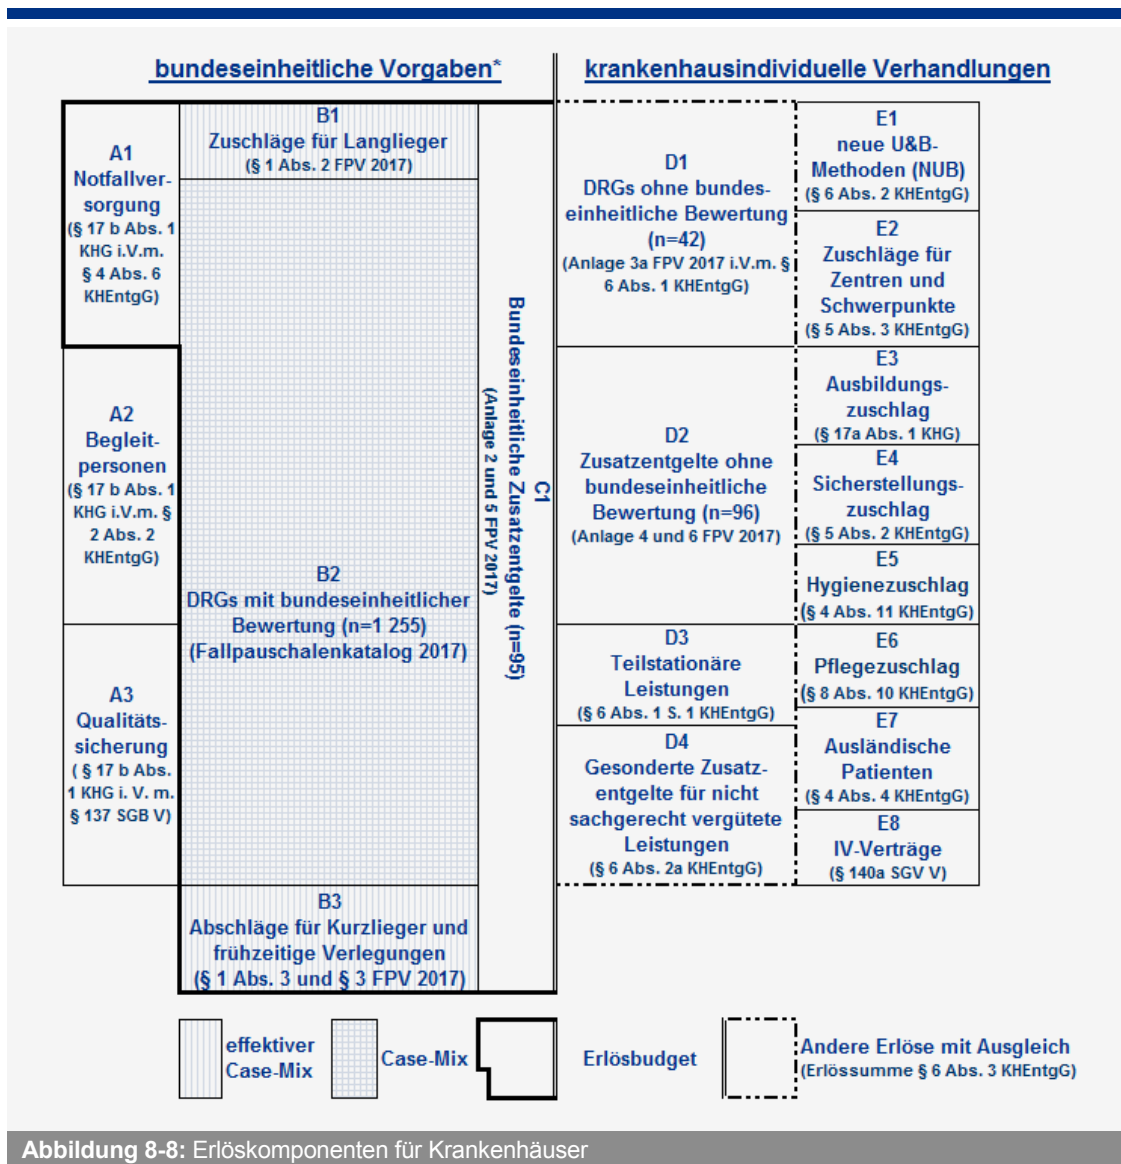 bundeseinheitliche Vorgaben*
krankenhausindividuelle Verhandlungen
A1
Notfallver-
sorgung
(§ 17 b Abs. 1
KHG i.V.m.
§ 4 Abs. 6
KHEntgG)
A2
Begleit-
personen
(§ 17 b Abs. 1
KHG i.V.m. §
2 Abs. 2
KHEntgG)
A3
Qualitäts-
sicherung
( § 17 b Abs.
1 KHG i. V. m.
§ 137 SGB V)
B1
Zuschläge für Langlieger
(§ 1 Abs. 2 FPV 2017)
B2
DRGs mit bundeseinheitlicher
Bewertung (n=1 255)
(Fallpauschalenkatalog 2017)
B3
Abschläge für Kurzlieger und
frühzeitige Verlegungen
(§ 1 Abs. 3 und § 3 FPV 2017)
C1
Bundeseinheitliche Zusatzentgelte (n=95)
(Anlage 2 und 5 FPV 2017)
D1
DRGs ohne bundes-
einheitliche Bewertung
(n=42)
(Anlage 3a FPV 2017 i.V.m. §
6 Abs. 1 KHEntgG)
D2
Zusatzentgelte ohne
bundeseinheitliche
Bewertung (n=96)
(Anlage 4 und 6 FPV 2017)
D3
Teilstationäre
Leistungen
(§ 6 Abs. 1 S. 1 KHEntgG)
D4
Gesonderte Zusatz-
entgelte für nicht
sachgerecht vergütete
Leistungen
(§ 6 Abs. 2a KHEntgG)
E1
neue U&B-
Methoden (NUB)
(§ 6 Abs. 2 KHEntgG)
E2
Zuschläge für
Zentren und
Schwerpunkte
(§ 5 Abs. 3 KHEntgG)
E3
Ausbildungs-
zuschlag
(§ 17a Abs. 1 KHG)
E4
Sicherstellungs-
zuschlag
(§ 5 Abs. 2 KHEntgG)
E5
Hygienezuschlag
(§ 4 Abs. 11 KHEntgG)
E6
Pflegezuschlag
(§ 8 Abs. 10 KHEntgG)
E7
Ausländische
Patienten
(§ 4 Abs. 4 KHEntgG)
E8
IV-Verträge
(§ 140a SGV V)
effektiver
Case-Mix
Case-Mix
Erlösbudget
Andere Erlöse mit Ausgleich
(Erlössumme § 6 Abs. 3 KHEntgG)
Abbildung 8-8: Erlöskomponenten für Krankenhäuser